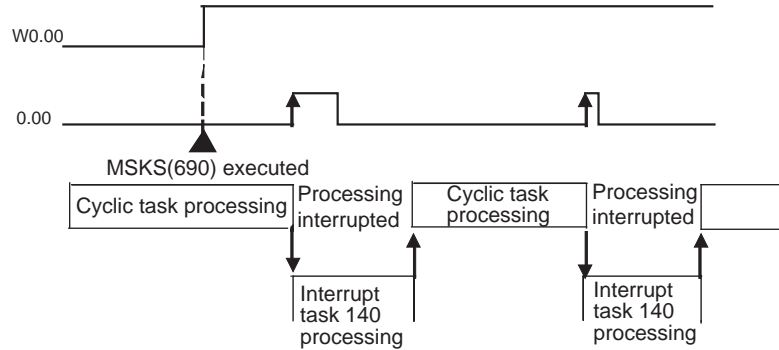 W0.00
0.00
MSKS(690) executed
Cyclic task processing
Processing
interrupted
Cyclic task
processing
Processing
interrupted
Interrupt
task 140
processing
Interrupt
task 140
processing